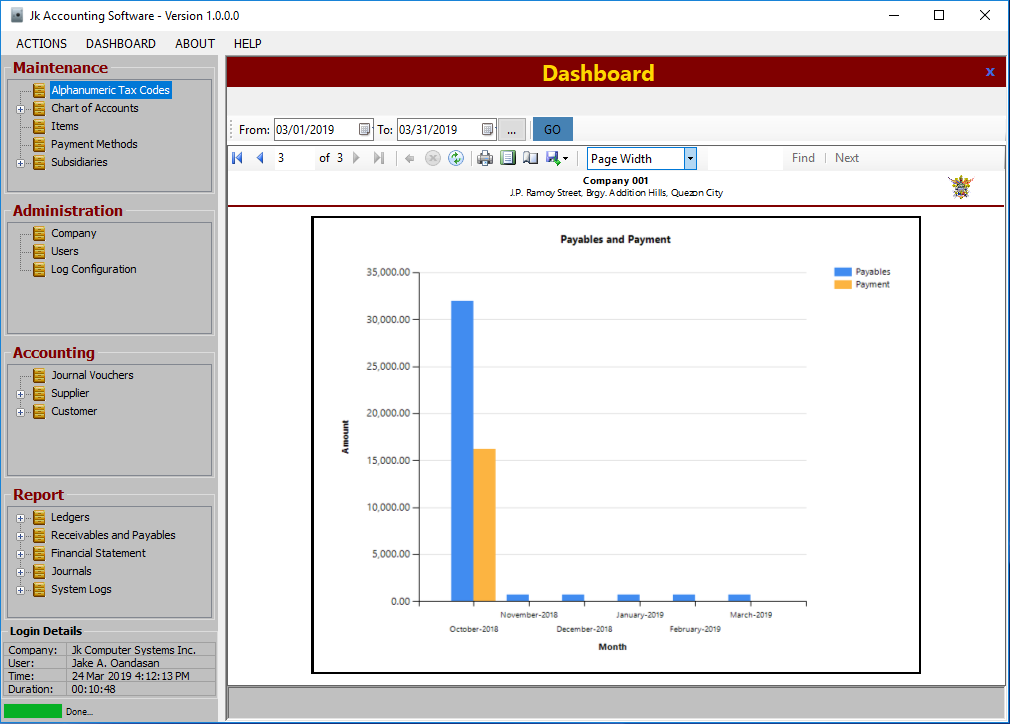 Jk Accounting Software - Version 1.0.0.0
ACTIONS DASHBOARD ABOUT HELP
Maintenance
Alphanumeric Tax Codes
Chart of Accounts
Items
Payment Methods
Subsidiaries
Administration
Company
Users
Log Configuration
Accounting
Journal Vouchers
Supplier
Customer
Report
Ledgers
Receivables and Payables
Financial Statement
Journals
System Logs
Login Details
Company: Jk Computer Systems Inc.
User: Jake A. Oandasan
Time: 24 Mar 2019 4:12:13 PM
Duration: 00:10:48
Done...
Dashboard x
From: 03/01/2019 To: 03/31/2019 ... GO
3 of 3 Page Width Find Next
Company 001
J.P. Ramoy Street, Brgy. Addition Hills, Quezon City
Payables and Payment
Payables
Payment
35,000.00
30,000.00
25,000.00
20,000.00
15,000.00
10,000.00
5,000.00
0.00
Amount
November-2018 January-2019 March-2019
October-2018 December-2018 February-2019
Month